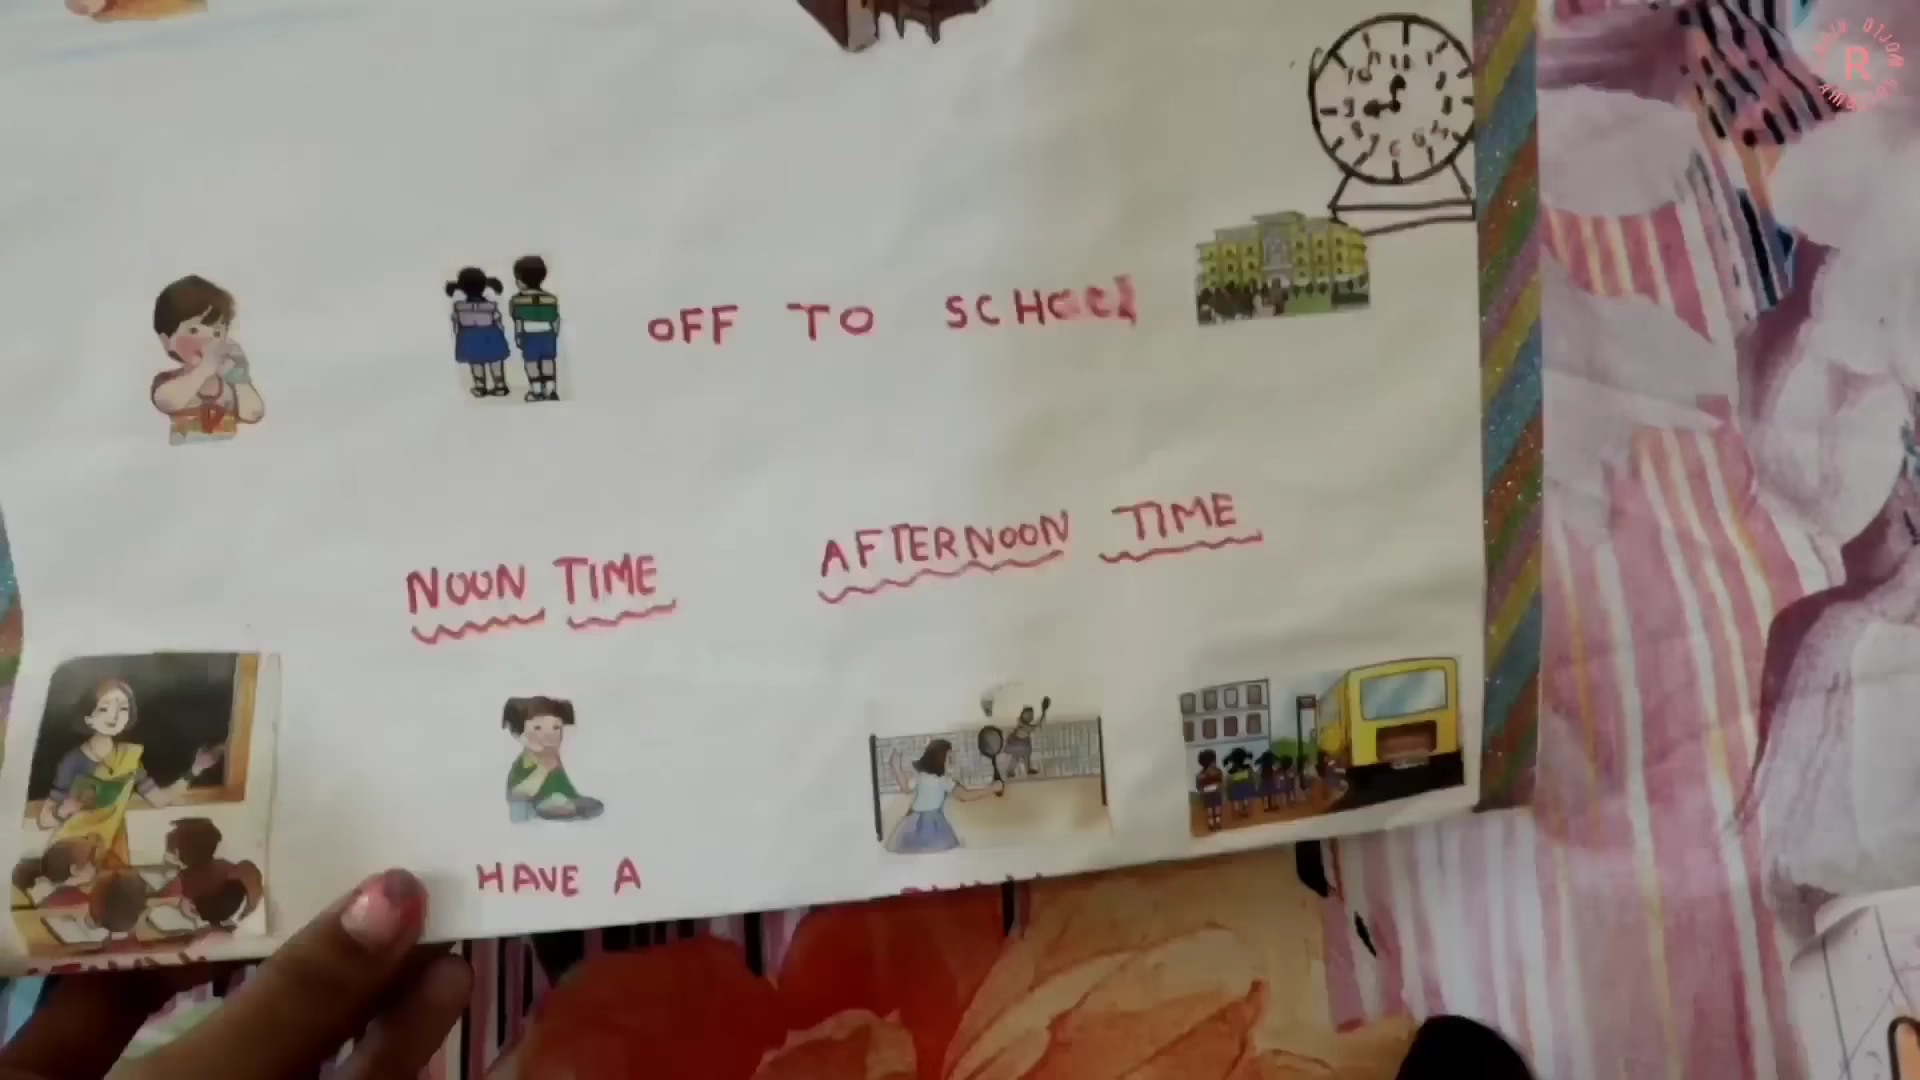 OFF TO SCHOOL
NOON TIME
AFTERNOON TIME
HAVE A
R